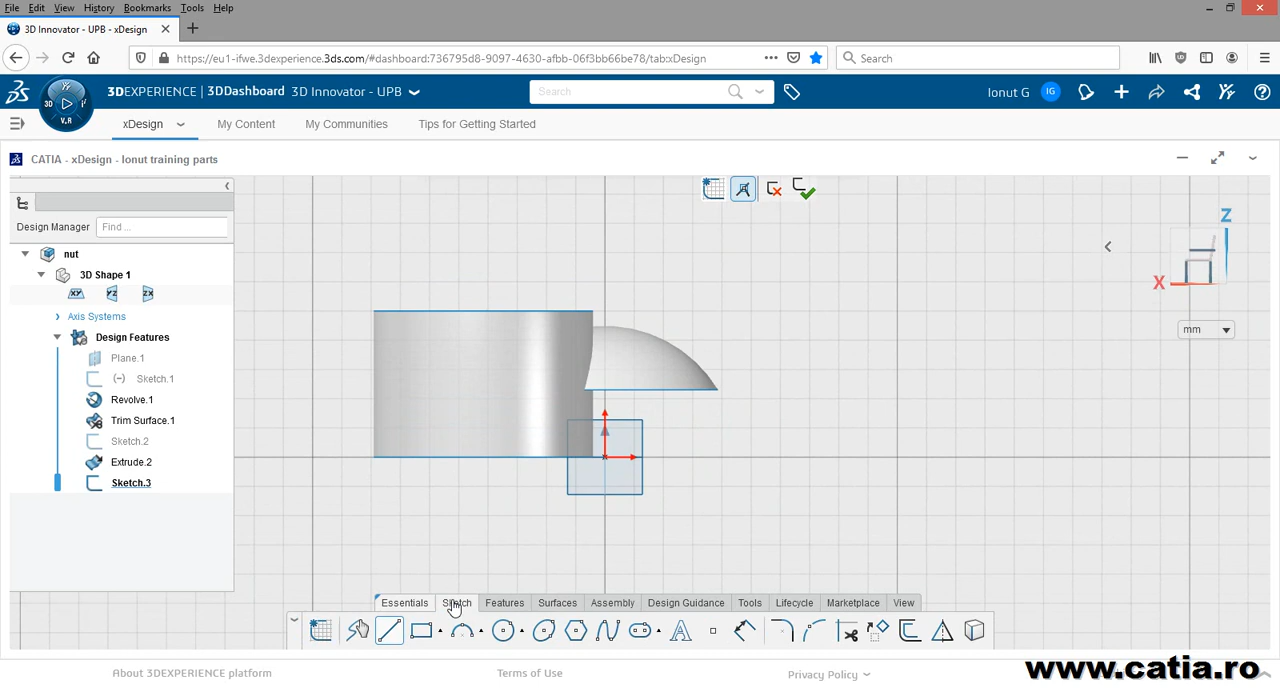 File Edit View History Bookmarks Tools Help
3D Innovator - UPB - xDesign
https://eu1-ifwe.3dexperience.3ds.com/#dashboard:736795d8-9097-4630-afbb-06f3bb66be78/tab:xDesign
Search
3DEXPERIENCE | 3DDashboard 3D Innovator - UPB
Search
Ionut G IG
3D V.R
xDesign My Content My Communities Tips for Getting Started
CATIA - xDesign - Ionut training parts
Design Manager Find ...
nut
3D Shape 1
XY YZ ZX
Axis Systems
Design Features
Plane.1
(−) Sketch.1
Revolve.1
Trim Surface.1
Sketch.2
Extrude.2
Sketch.3
Z
X
mm
Essentials Sketch Features Surfaces Assembly Design Guidance Tools Lifecycle Marketplace View
About 3DEXPERIENCE platform Terms of Use Privacy Policy
www.catia.ro